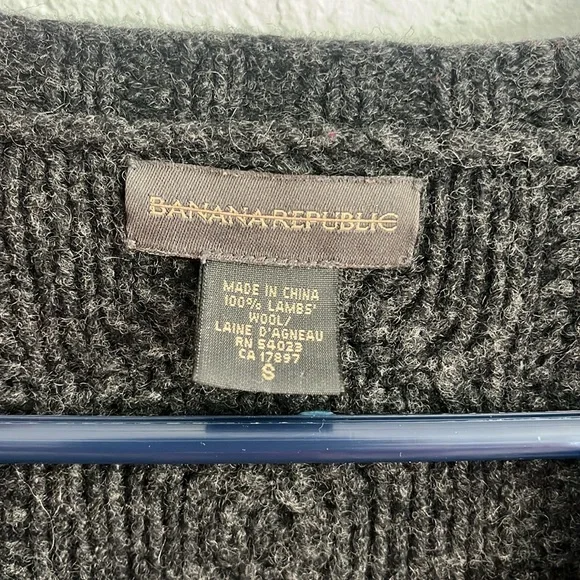 BANANA REPUBLIC
MADE IN CHINA
100% LAMBS'
WOOL/
LAINE D'AGNEAU
RN 54023
CA 17897
S